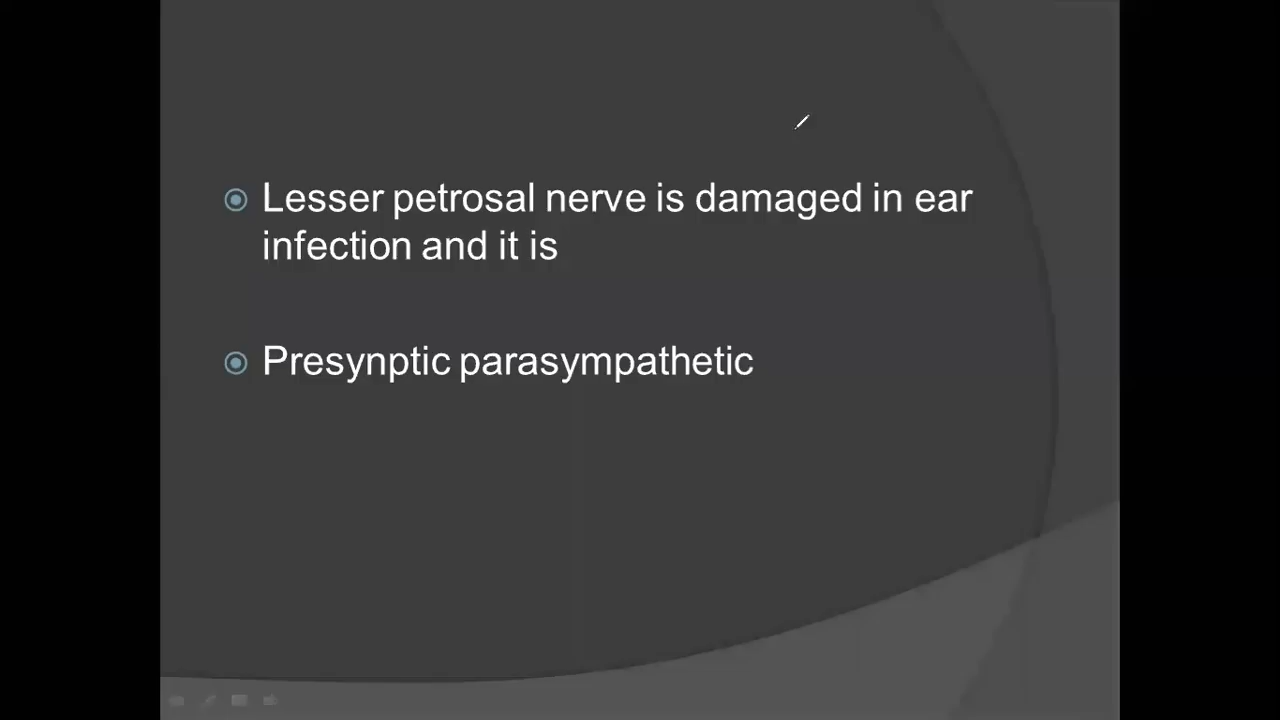 Lesser petrosal nerve is damaged in ear
infection and it is
Presynptic parasympathetic